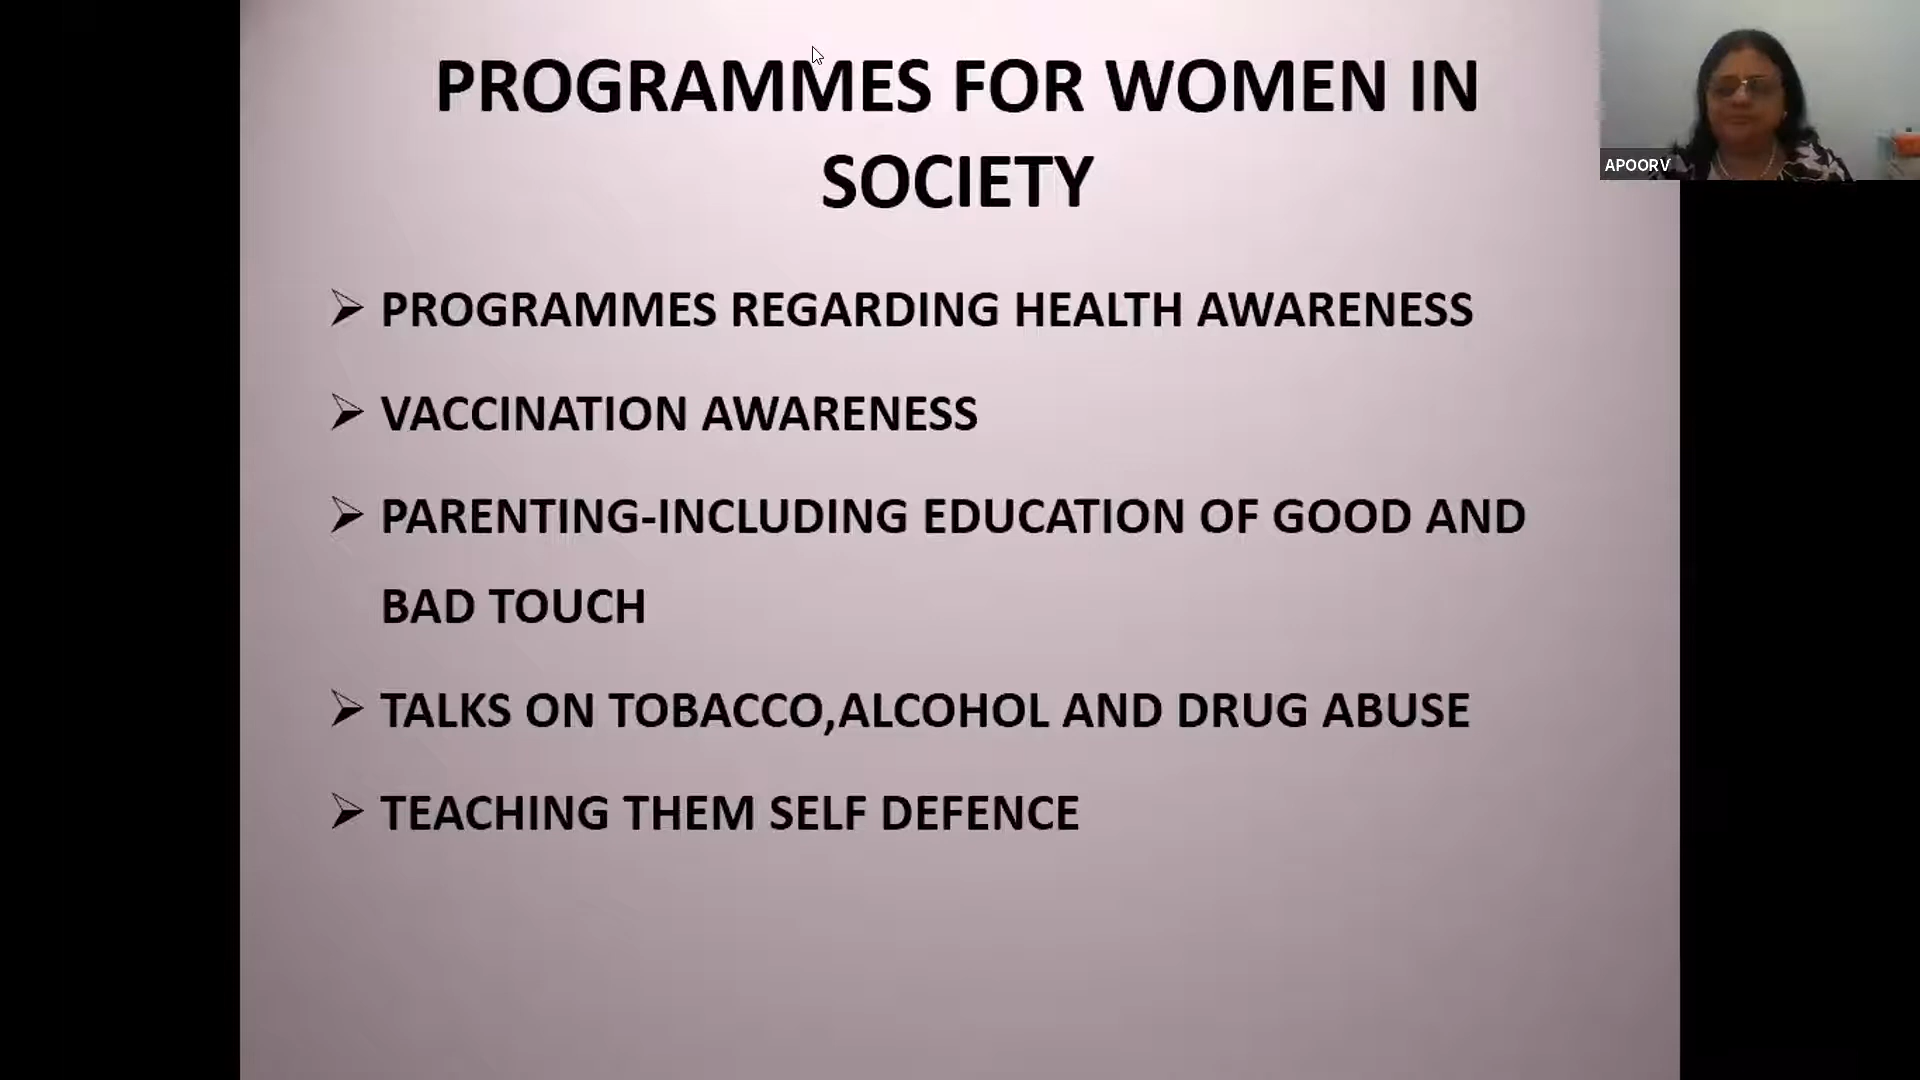 PROGRAMMES FOR WOMEN IN
SOCIETY
APOORV
PROGRAMMES REGARDING HEALTH AWARENESS
VACCINATION AWARENESS
PARENTING-INCLUDING EDUCATION OF GOOD AND
BAD TOUCH
TALKS ON TOBACCO,ALCOHOL AND DRUG ABUSE
TEACHING THEM SELF DEFENCE